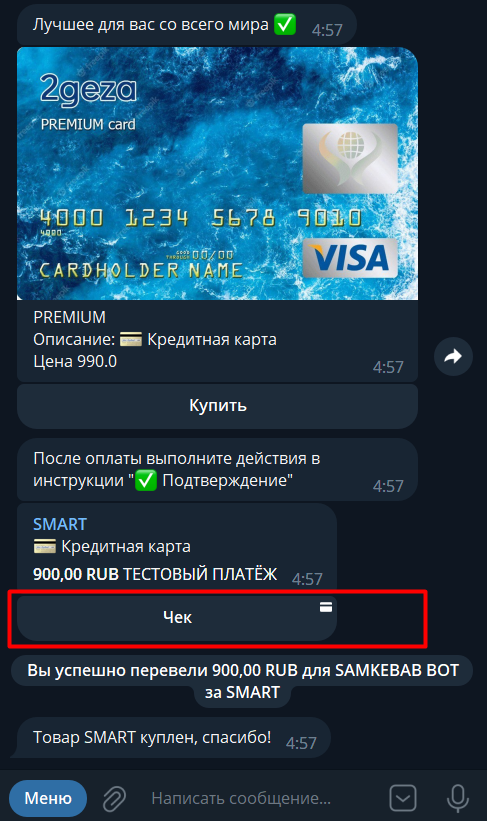 Лучшее для вас со всего мира ✅ 4:57
2geza
PREMIUM card
4000 1234 5678 9010
4000
00/00
CARDHOLDER NAME
VISA
PREMIUM
Описание: 💳 Кредитная карта
Цена 990.0
4:57
Купить
После оплаты выполните действия в
инструкции "✅ Подтверждение"
4:57
SMART
💳 Кредитная карта
900,00 RUB ТЕСТОВЫЙ ПЛАТЁЖ 4:57
Чек
Вы успешно перевели 900,00 RUB для SAMKEBAB BOT
за SMART
Товар SMART куплен, спасибо! 4:57
Меню
Написать сообщение...